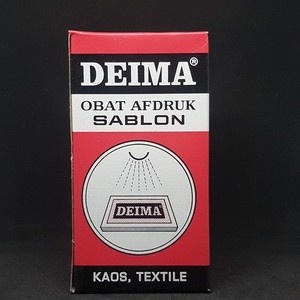 DEIMA®
OBAT AFDRUK
SABLON
DEIMA
KAOS, TEXTILE